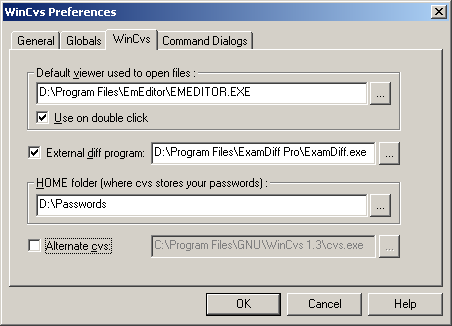 WinCvs Preferences
General Globals WinCvs Command Dialogs
Default viewer used to open files :
D:\Program Files\EmEditor\EMEDITOR.EXE ...
Use on double click
External diff program: D:\Program Files\ExamDiff Pro\ExamDiff.exe ...
HOME folder (where cvs stores your passwords) :
D:\Passwords ...
Alternate cvs: C:\Program Files\GNU\WinCvs 1.3\cvs.exe ...
OK Cancel Help